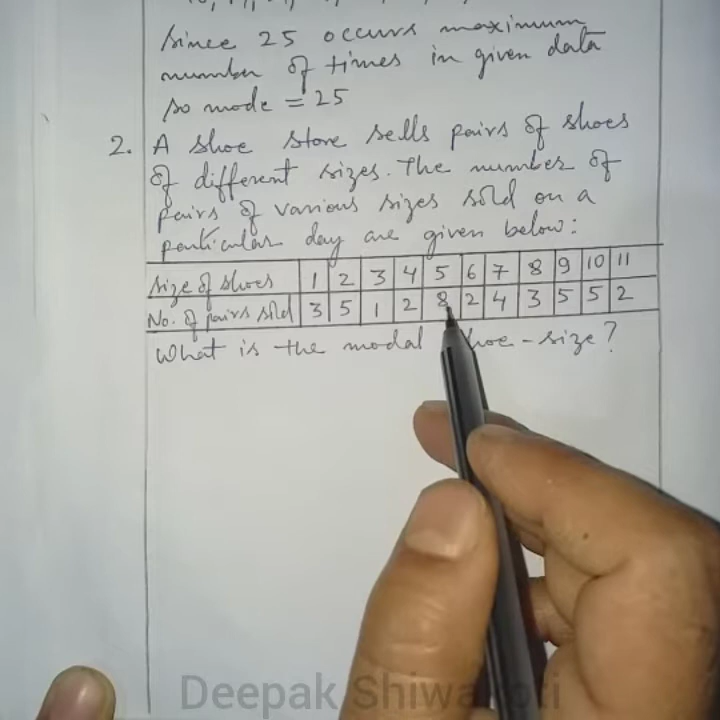 since 25 occurs maximum
number of times in given data
so mode = 25
2. A shoe store sells pairs of shoes
of different sizes. The number of
pairs of various sizes sold on a
particular day are given below:
size of shoes 1 2 3 4 5 6 7 8 9 10 11
No. of pairs sold 3 5 1 2 8 2 4 3 5 5 2
What is the modal hoe-size?
Deepak Shiwakoti